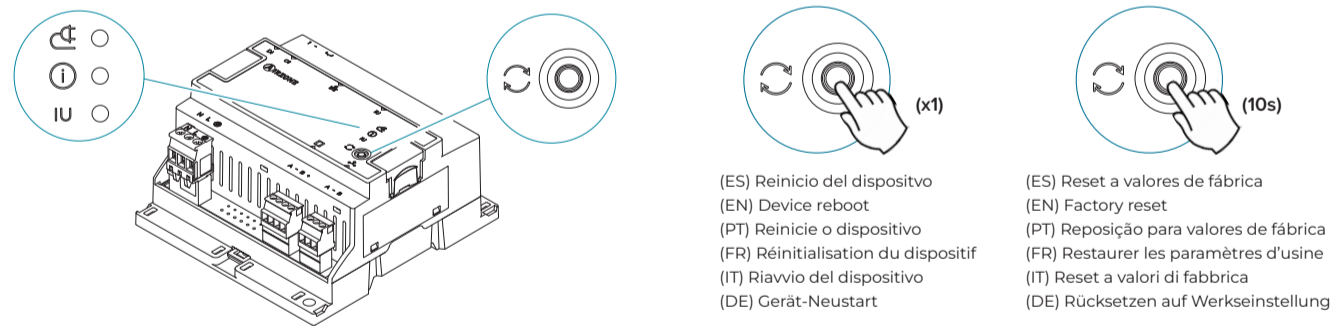 IU
AIRZONE
N L
A - B +
A - B
(x1)
(ES) Reinicio del dispositvo
(EN) Device reboot
(PT) Reinicie o dispositivo
(FR) Réinitialisation du dispositif
(IT) Riavvio del dispositivo
(DE) Gerät-Neustart
(10s)
(ES) Reset a valores de fábrica
(EN) Factory reset
(PT) Reposição para valores de fábrica
(FR) Restaurer les paramètres d'usine
(IT) Reset a valori di fabbrica
(DE) Rücksetzen auf Werkseinstellung